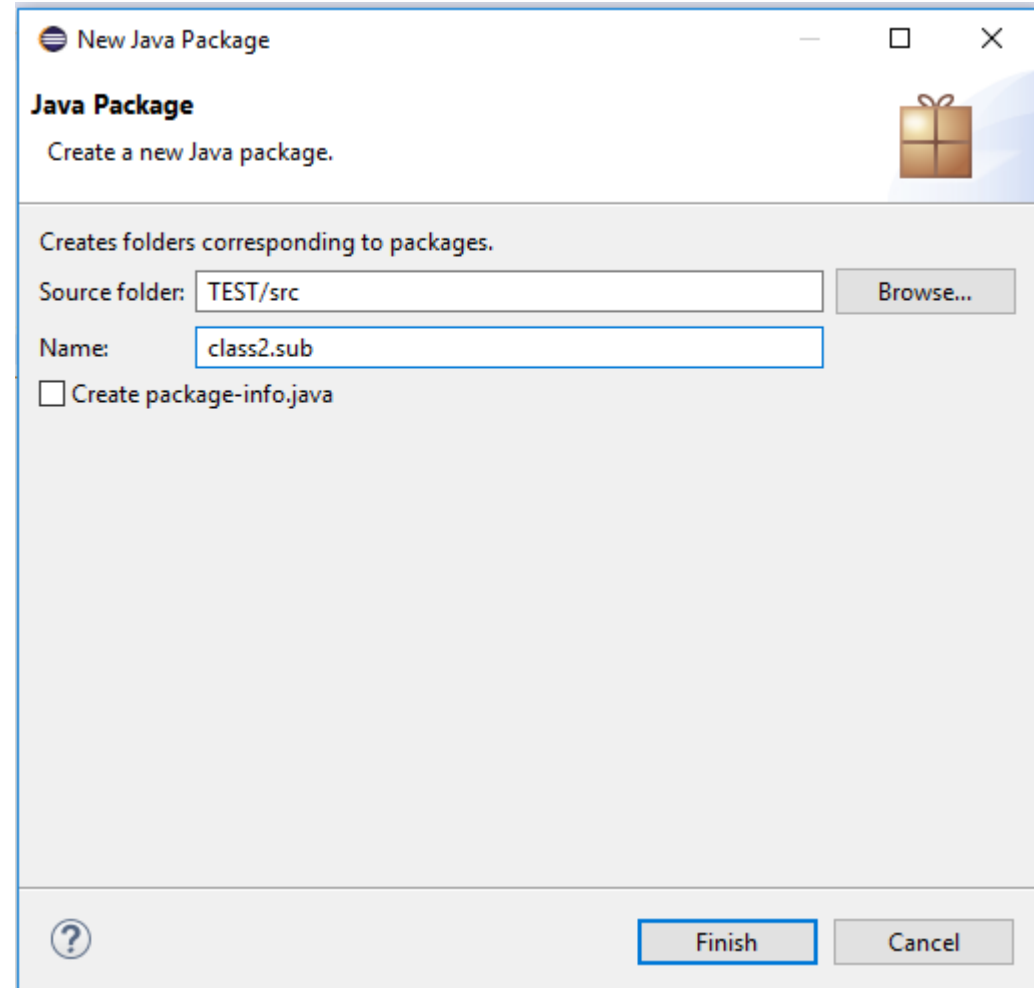 New Java Package
Java Package
Create a new Java package.
Creates folders corresponding to packages.
Source folder: TEST/src Browse...
Name: class2.sub
Create package-info.java
? Finish Cancel